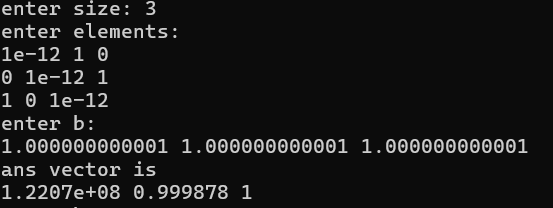 enter size: 3
enter elements:
1e-12 1 0
0 1e-12 1
1 0 1e-12
enter b:
1.000000000001 1.000000000001 1.000000000001
ans vector is
1.2207e+08 0.999878 1